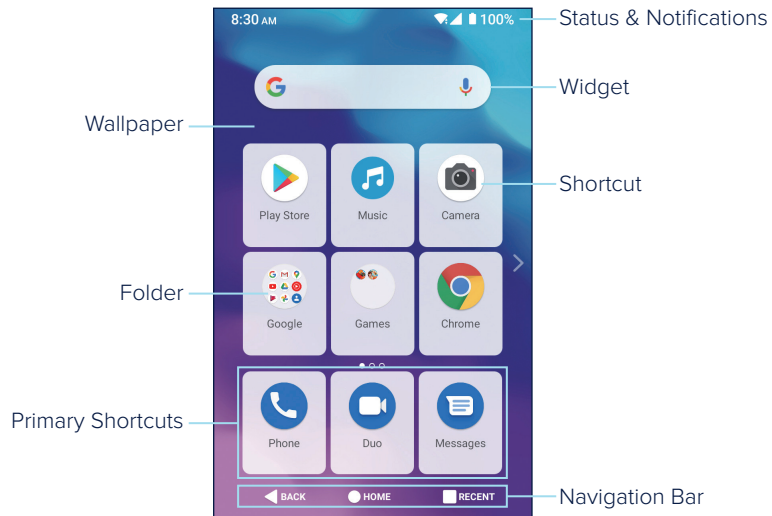 8:30 AM 100% Status & Notifications
Widget
Wallpaper
Play Store Music Camera Shortcut
Folder
Google Games Chrome
Primary Shortcuts
Phone Duo Messages
BACK HOME RECENT Navigation Bar